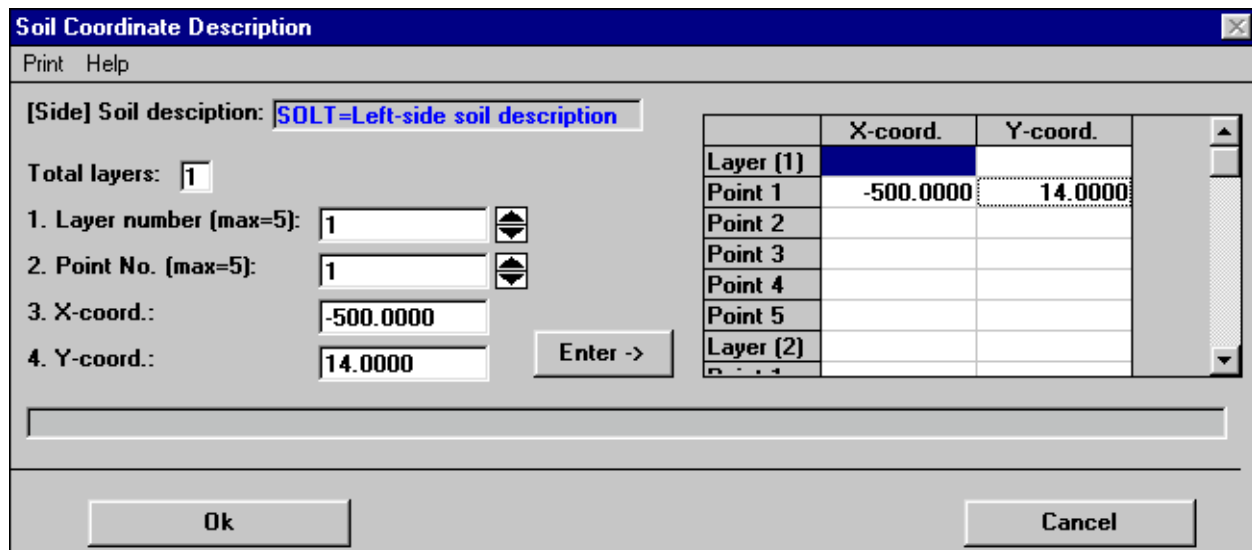 Soil Coordinate Description
Print Help
[Side] Soil desciption: SOLT=Left-side soil description
Total layers: 1
1. Layer number (max=5): 1
2. Point No. (max=5): 1
3. X-coord.: -500.0000
4. Y-coord.: 14.0000
Enter ->
X-coord. Y-coord.
Layer (1)
Point 1 -500.0000 14.0000
Point 2
Point 3
Point 4
Point 5
Layer (2)
Ok Cancel